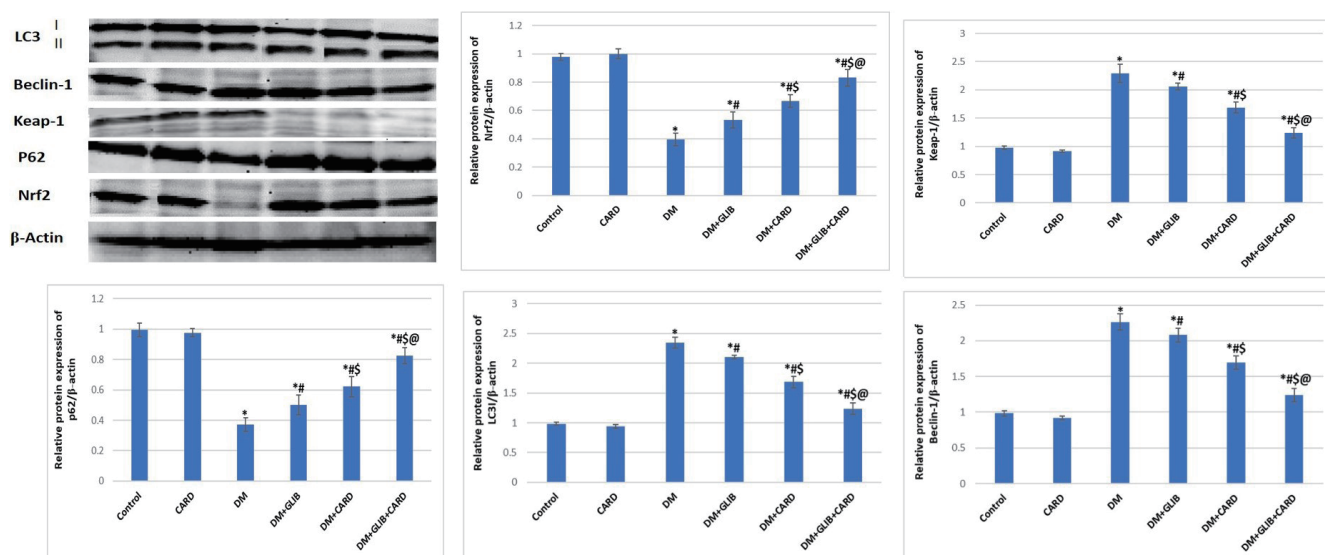 LC3
I
II
Beclin-1
Keap-1
P62
Nrf2
β-Actin
Relative protein expression of
Nrf2/β-actin
1.2
1
0.8
0.6
0.4
0.2
0
*
*#
*#$
*#$@
Control
CARD
DM
DM+GLIB
DM+CARD
DM+GLIB+CARD
Relative protein expression of
Keap-1/β-actin
3
2.5
2
1.5
1
0.5
0
*
*#
*#$
*#$@
Control
CARD
DM
DM+GLIB
DM+CARD
DM+GLIB+CARD
Relative protein expression of
p62/β-actin
1.2
1
0.8
0.6
0.4
0.2
0
*
*#
*#$
*#$@
Control
CARD
DM
DM+GLIB
DM+CARD
DM+GLIB+CARD
Relative protein expression of
LC3I/β-actin
3
2.5
2
1.5
1
0.5
0
*
*#
*#$
*#$@
Control
CARD
DM
DM+GLIB
DM+CARD
DM+GLIB+CARD
Relative protein expression of
Beclin-1/β-actin
2.5
2
1.5
1
0.5
0
*
*#
*#$
*#$@
Control
CARD
DM
DM+GLIB
DM+CARD
DM+GLIB+CARD